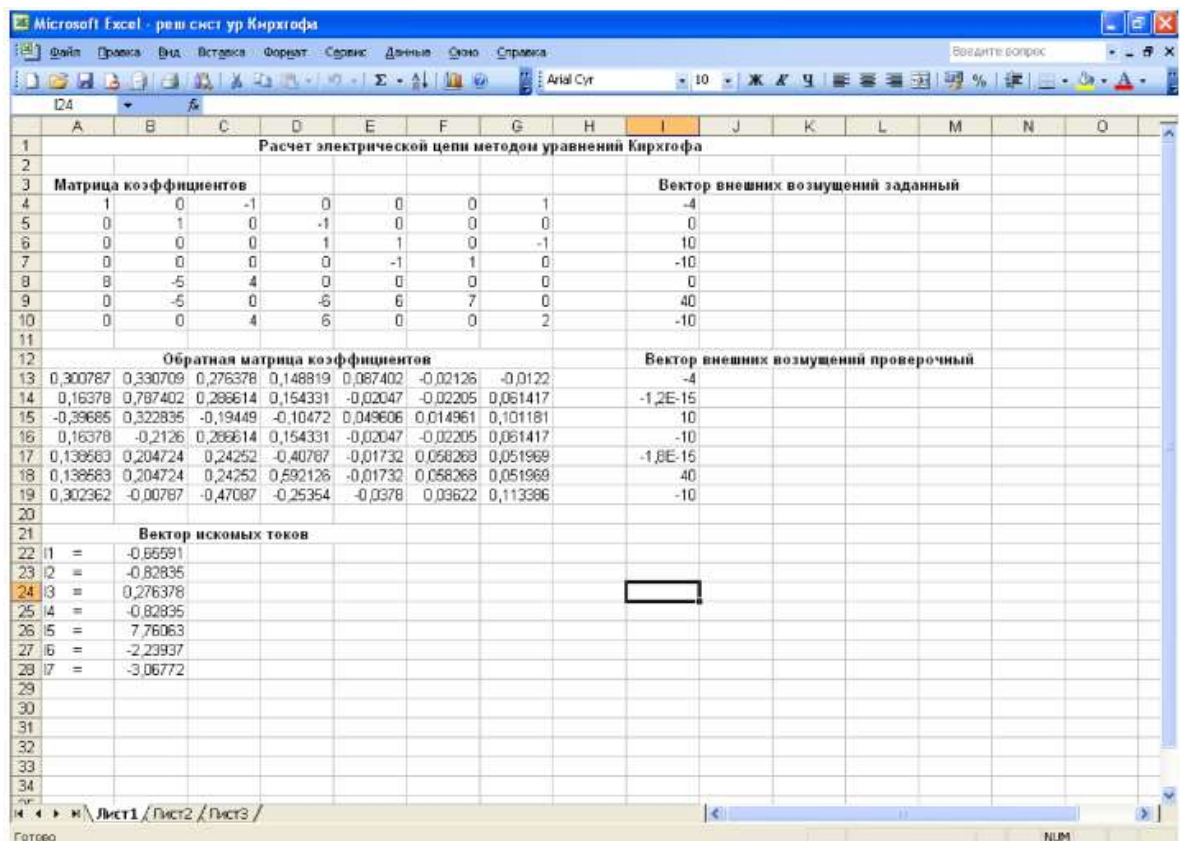 Microsoft Excel - реш сист ур Кирхгофа
Файл Правка Вид Вставка Формат Сервис Данные Окно Справка Введите вопрос
Arial Cyr 10 Ж К Ч
I24 fx
A B C D E F G H I J K L M N O
1 Расчет электрической цепи методом уравнений Кирхгофа
2
3 Матрица коэффициентов Вектор внешних возмущений заданный
4 1 0 -1 0 0 0 1 -4
5 0 1 0 -1 0 0 0 0
6 0 0 0 1 1 0 -1 10
7 0 0 0 0 -1 1 0 -10
8 8 -5 4 0 0 0 0 0
9 0 -5 0 -6 6 7 0 40
10 0 0 4 6 0 0 2 -10
11
12 Обратная матрица коэффициентов Вектор внешних возмущений проверочный
13 0,300787 0,330709 0,276378 0,148819 0,087402 -0,02126 -0,0122 -4
14 0,16378 0,787402 0,286614 0,154331 -0,02047 -0,02205 0,061417 -1,2E-15
15 -0,39685 0,322835 -0,19449 -0,10472 0,049606 0,014961 0,101181 10
16 0,16378 -0,2126 0,286614 0,154331 -0,02047 -0,02205 0,061417 -10
17 0,138583 0,204724 0,24252 -0,40787 -0,01732 0,058268 0,051969 -1,8E-15
18 0,138583 0,204724 0,24252 0,592126 -0,01732 0,058268 0,051969 40
19 0,302362 -0,00787 -0,47087 -0,25354 -0,0378 0,03622 0,113386 -10
20
21 Вектор искомых токов
22 I1 = -0,65591
23 I2 = -0,82835
24 I3 = 0,276378
25 I4 = -0,82835
26 I5 = 7,76063
27 I6 = -2,23937
28 I7 = -3,06772
29
30
31
32
33
34
Лист1 / Лист2 / Лист3 /
Готово NUM